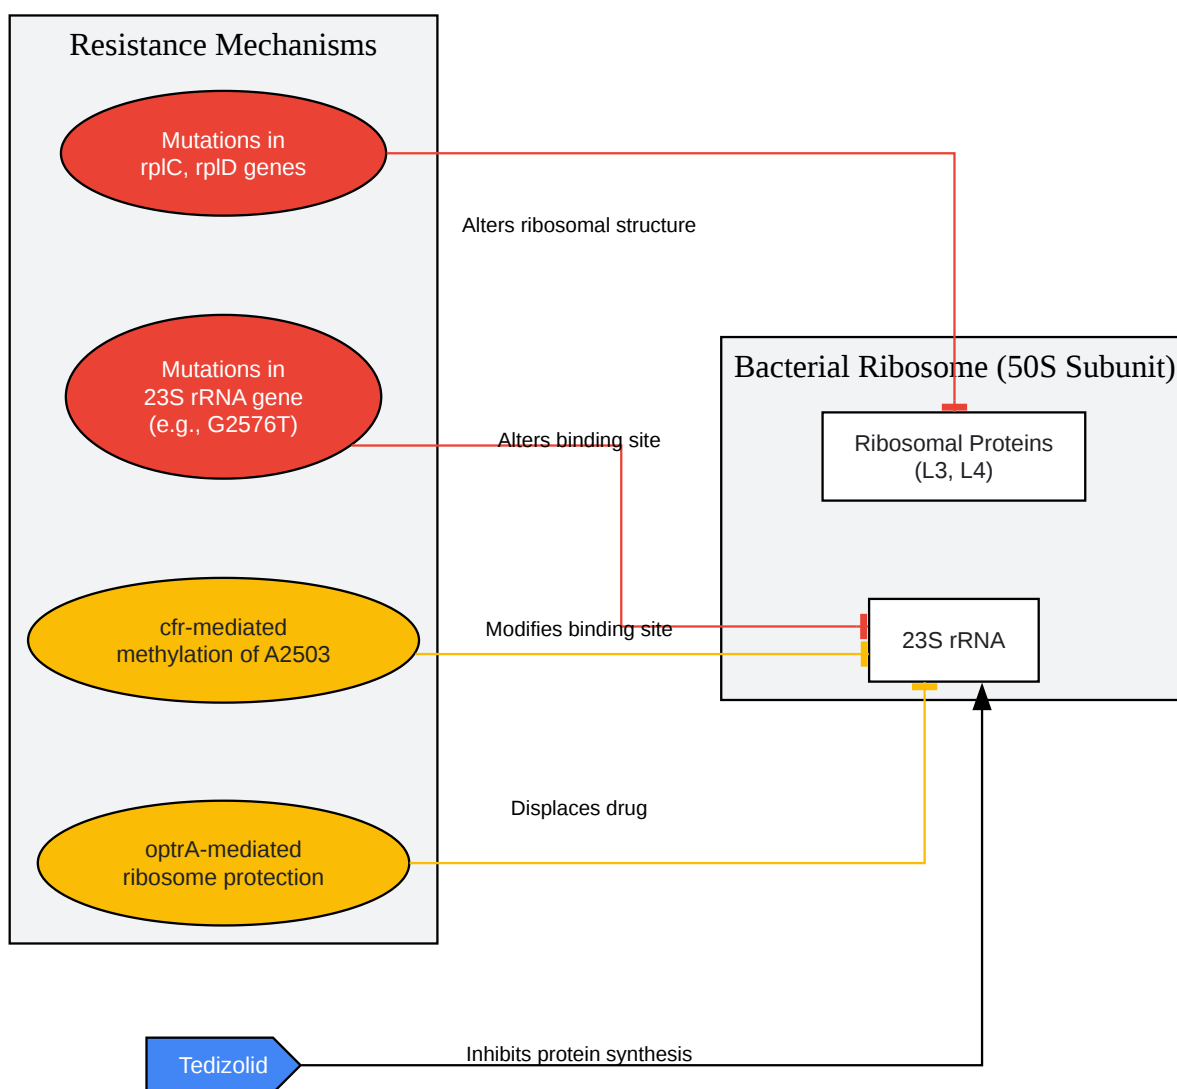 Resistance Mechanisms
Mutations in
rplC, rplD genes
Alters ribosomal structure
Mutations in
23S rRNA gene
(e.g., G2576T)
Bacterial Ribosome (50S Subunit)
Alters binding site
Ribosomal Proteins
(L3, L4)
cfr-mediated
methylation of A2503
Modifies binding site
23S rRNA
Displaces drug
optrA-mediated
ribosome protection
Tedizolid
Inhibits protein synthesis